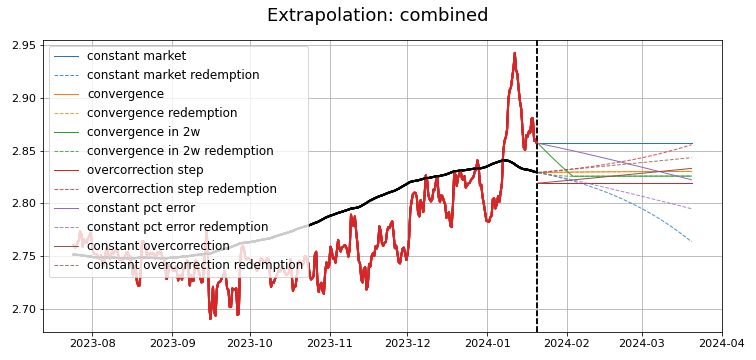 Extrapolation: combined
2.95
2.90
2.85
2.80
2.75
2.70
constant market
constant market redemption
convergence
convergence redemption
convergence in 2w
convergence in 2w redemption
overcorrection step
overcorrection step redemption
constant pct error
constant pct error redemption
constant overcorrection
constant overcorrection redemption
2023-08 2023-09 2023-10 2023-11 2023-12 2024-01 2024-02 2024-03 2024-04